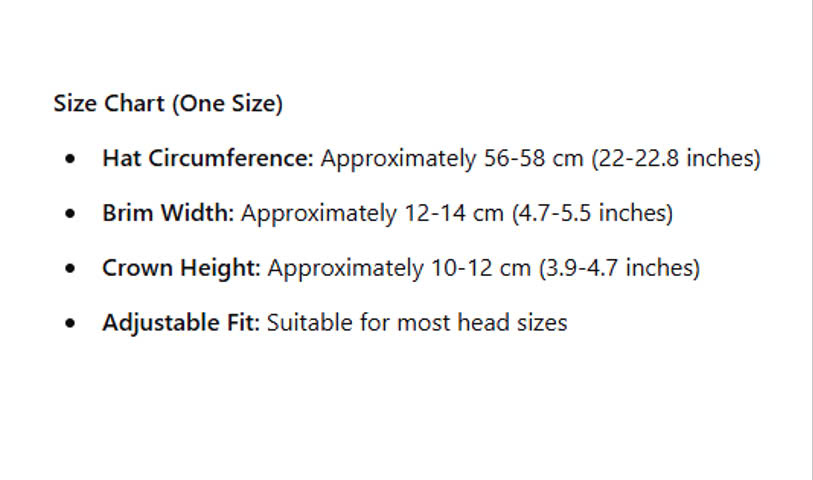 Size Chart (One Size)
• Hat Circumference: Approximately 56-58 cm (22-22.8 inches)
• Brim Width: Approximately 12-14 cm (4.7-5.5 inches)
• Crown Height: Approximately 10-12 cm (3.9-4.7 inches)
• Adjustable Fit: Suitable for most head sizes